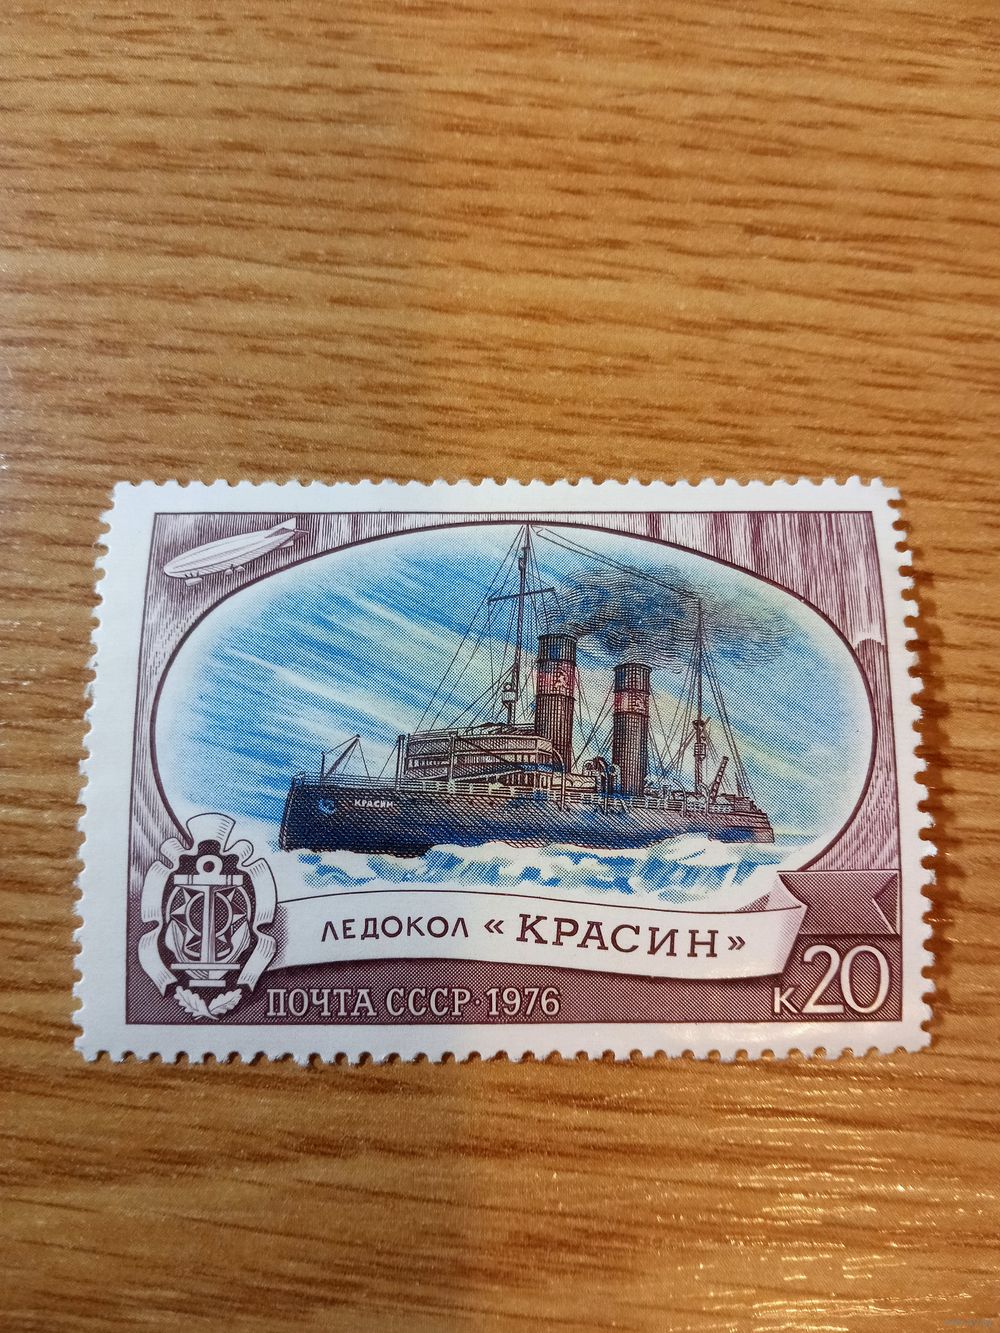 КРАСИН
ЛЕДОКОЛ «КРАСИН»
ПОЧТА СССР·1976
к20